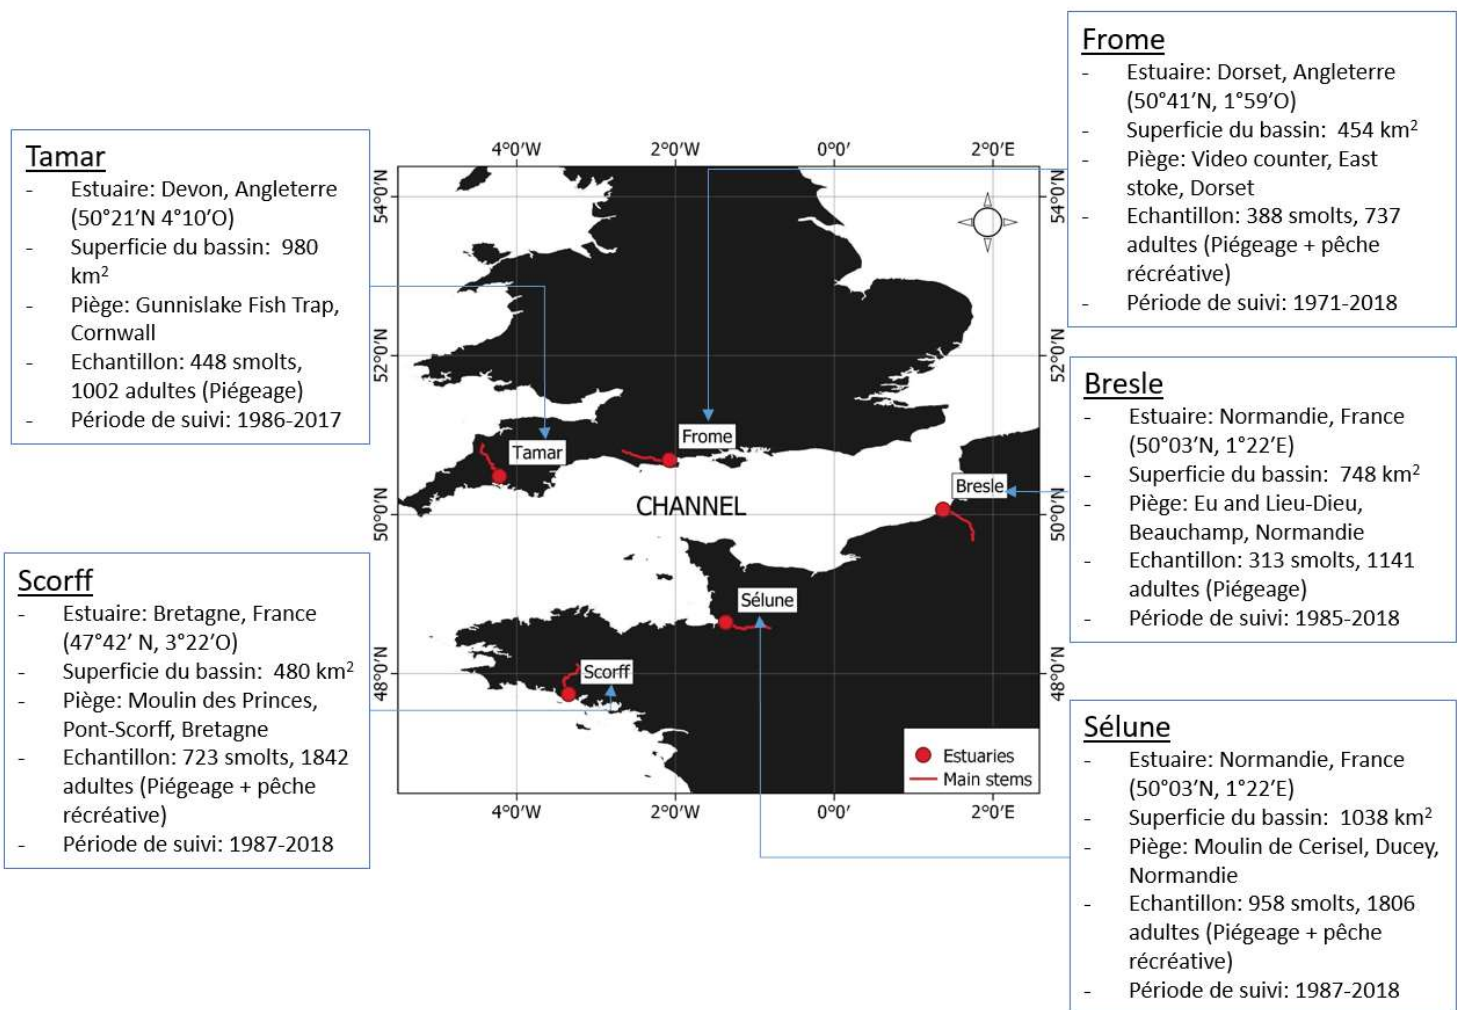 Tamar
- Estuaire: Devon, Angleterre
(50°21'N 4°10'O)
- Superficie du bassin: 980
km²
- Piège: Gunnislake Fish Trap,
Cornwall
- Echantillon: 448 smolts,
1002 adultes (Piégeage)
- Période de suivi: 1986-2017
Scorff
- Estuaire: Bretagne, France
(47°42' N, 3°22'O)
- Superficie du bassin: 480 km²
- Piège: Moulin des Princes,
Pont-Scorff, Bretagne
- Echantillon: 723 smolts, 1842
adultes (Piégeage + pêche
récréative)
- Période de suivi: 1987-2018
4°0'W 2°0'W 0°0' 2°0'E
54°0'N
52°0'N
50°0'N
48°0'N
54°0'N
52°0'N
50°0'N
48°0'N
Tamar
Frome
Bresle
CHANNEL
Sélune
Scorff
Estuaries
Main stems
4°0'W 2°0'W 0°0' 2°0'E
Frome
- Estuaire: Dorset, Angleterre
(50°41'N, 1°59'O)
- Superficie du bassin: 454 km²
- Piège: Video counter, East
stoke, Dorset
- Echantillon: 388 smolts, 737
adultes (Piégeage + pêche
récréative)
- Période de suivi: 1971-2018
Bresle
- Estuaire: Normandie, France
(50°03'N, 1°22'E)
- Superficie du bassin: 748 km²
- Piège: Eu and Lieu-Dieu,
Beauchamp, Normandie
- Echantillon: 313 smolts, 1141
adultes (Piégeage)
- Période de suivi: 1985-2018
Sélune
- Estuaire: Normandie, France
(50°03'N, 1°22'E)
- Superficie du bassin: 1038 km²
- Piège: Moulin de Cerisel, Ducey,
Normandie
- Echantillon: 958 smolts, 1806
adultes (Piégeage + pêche
récréative)
- Période de suivi: 1987-2018